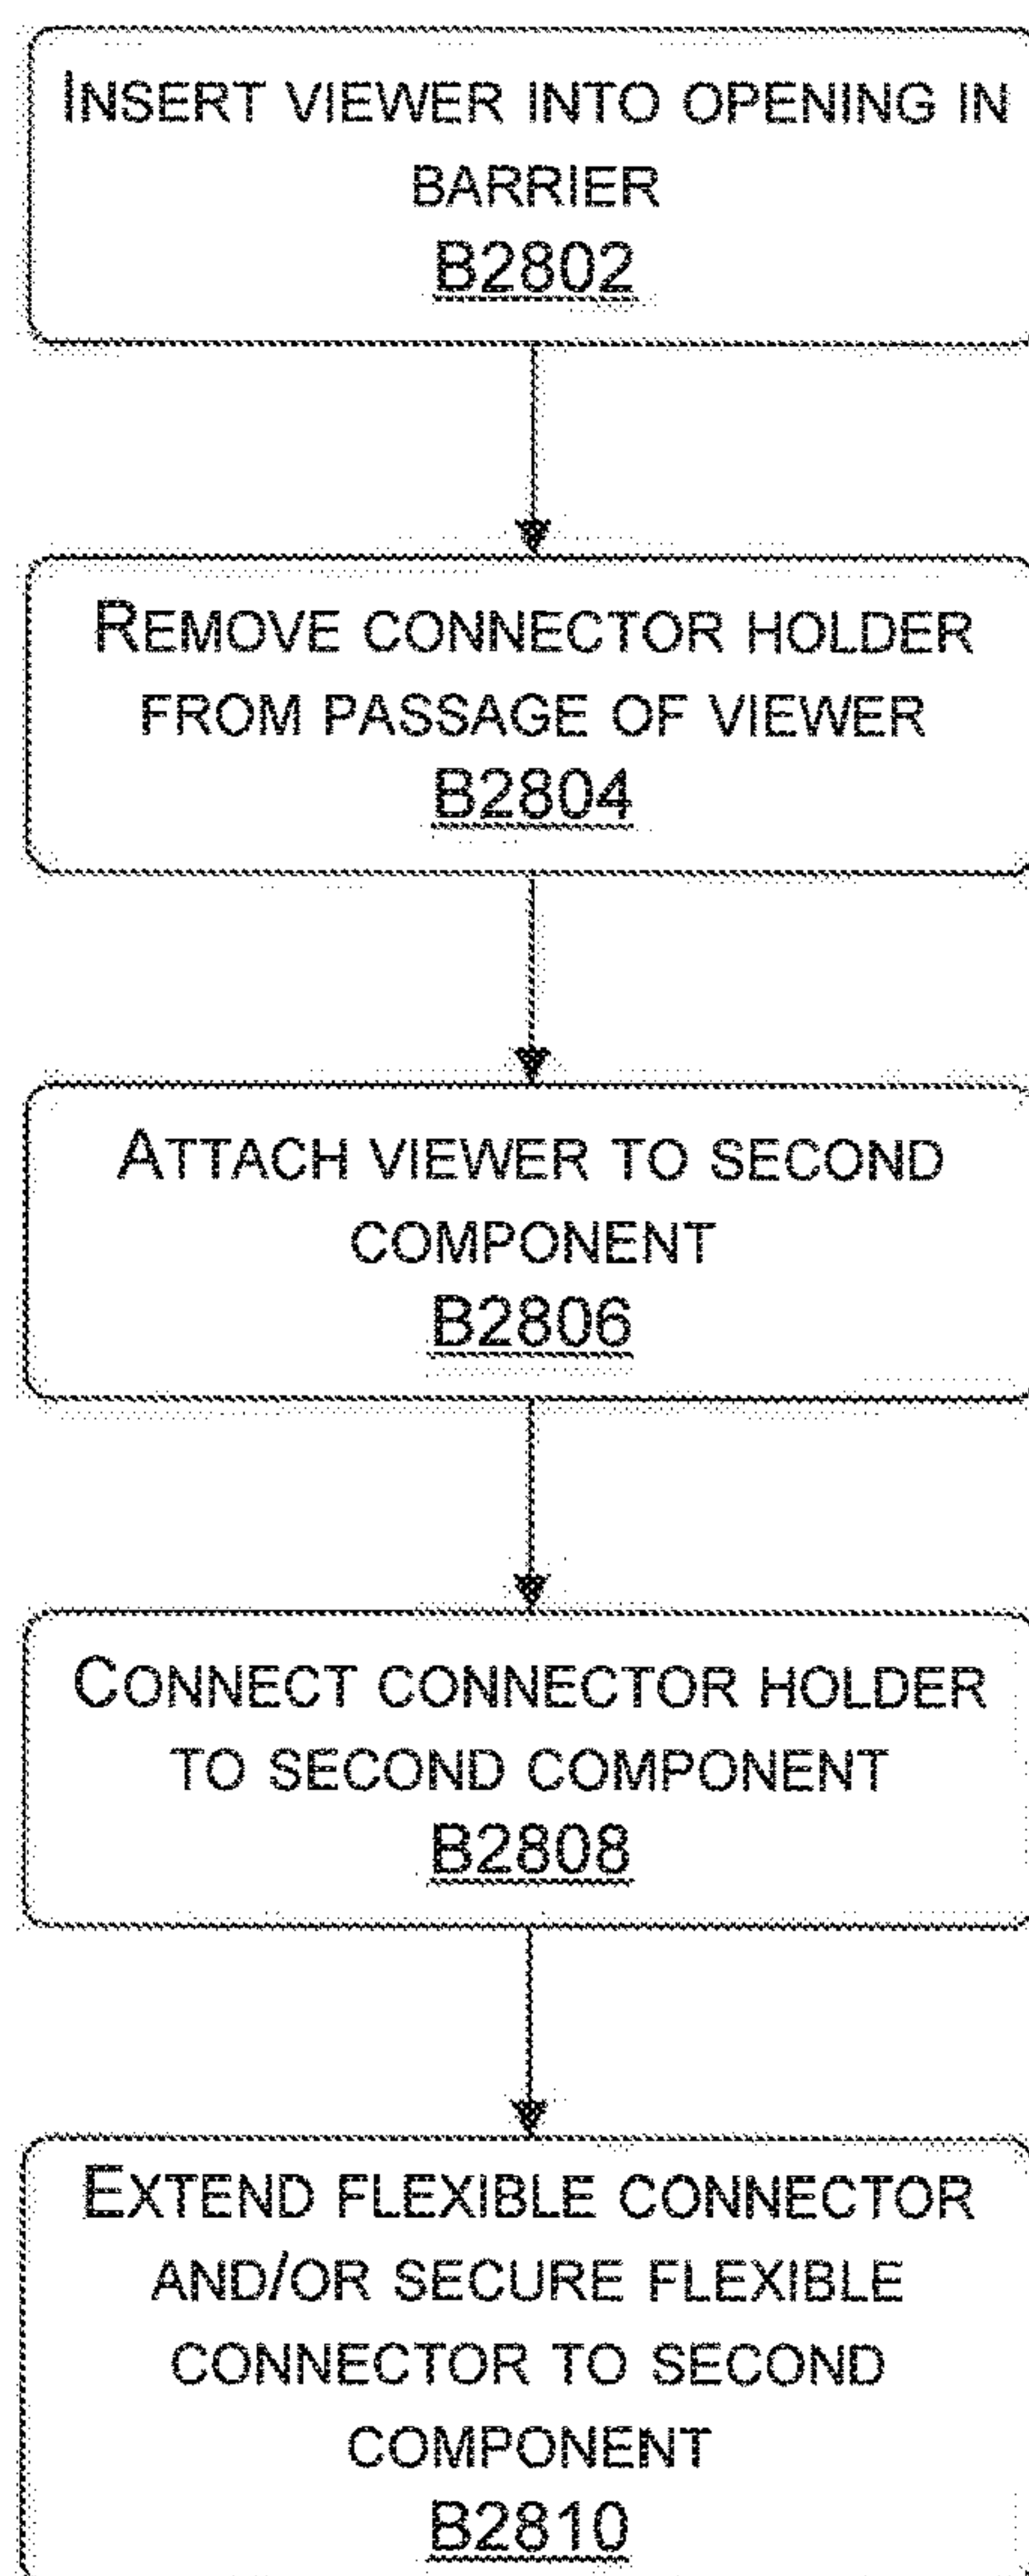 INSERT VIEWER INTO OPENING IN
BARRIER
B2802
REMOVE CONNECTOR HOLDER
FROM PASSAGE OF VIEWER
B2804
ATTACH VIEWER TO SECOND
COMPONENT
B2806
CONNECT CONNECTOR HOLDER
TO SECOND COMPONENT
B2808
EXTEND FLEXIBLE CONNECTOR
AND/OR SECURE FLEXIBLE
CONNECTOR TO SECOND
COMPONENT
B2810